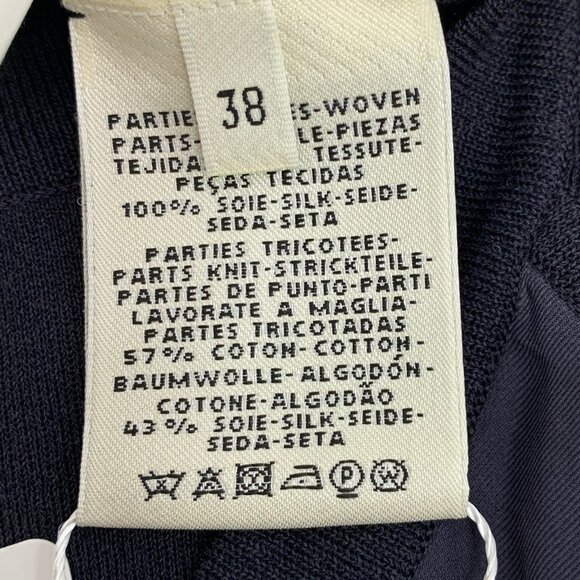 38
PARTIE ES-WOVEN
PARTS- LE-PIEZAS
TEJIDA TESSUTE-
PEÇAS TECIDAS
100% SOIE-SILK-SEIDE-
SEDA-SETA
PARTIES TRICOTEES-
PARTS KNIT-STRICKTEILE-
PARTES DE PUNTO-PARTI
LAVORATE A MAGLIA-
PARTES TRICOTADAS
57% COTON-COTTON-
BAUMWOLLE-ALGODÓN-
COTONE-ALGODÃO
43% SOIE-SILK-SEIDE-
SEDA-SETA
P W